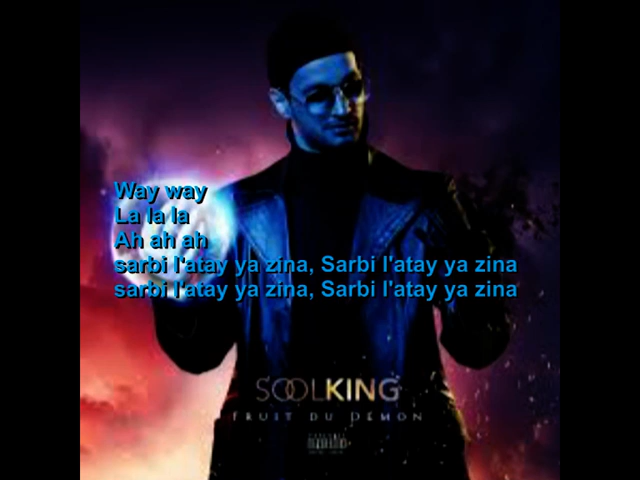 Way way
La la la
Ah ah ah
sarbi l'atay ya zina, Sarbi l'atay ya zina
sarbi l'atay ya zina, Sarbi l'atay ya zina
SOOLKING
FRUIT DU DÉMON